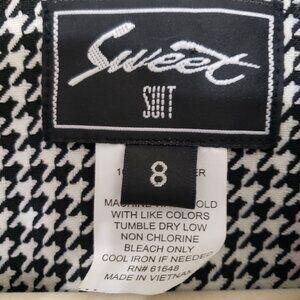 Sweet
SUIT
8
WITH LIKE COLORS
TUMBLE DRY LOW
NON CHLORINE
BLEACH ONLY
COOL IRON IF NEEDED
RN# 61648
MADE IN VIETNAM